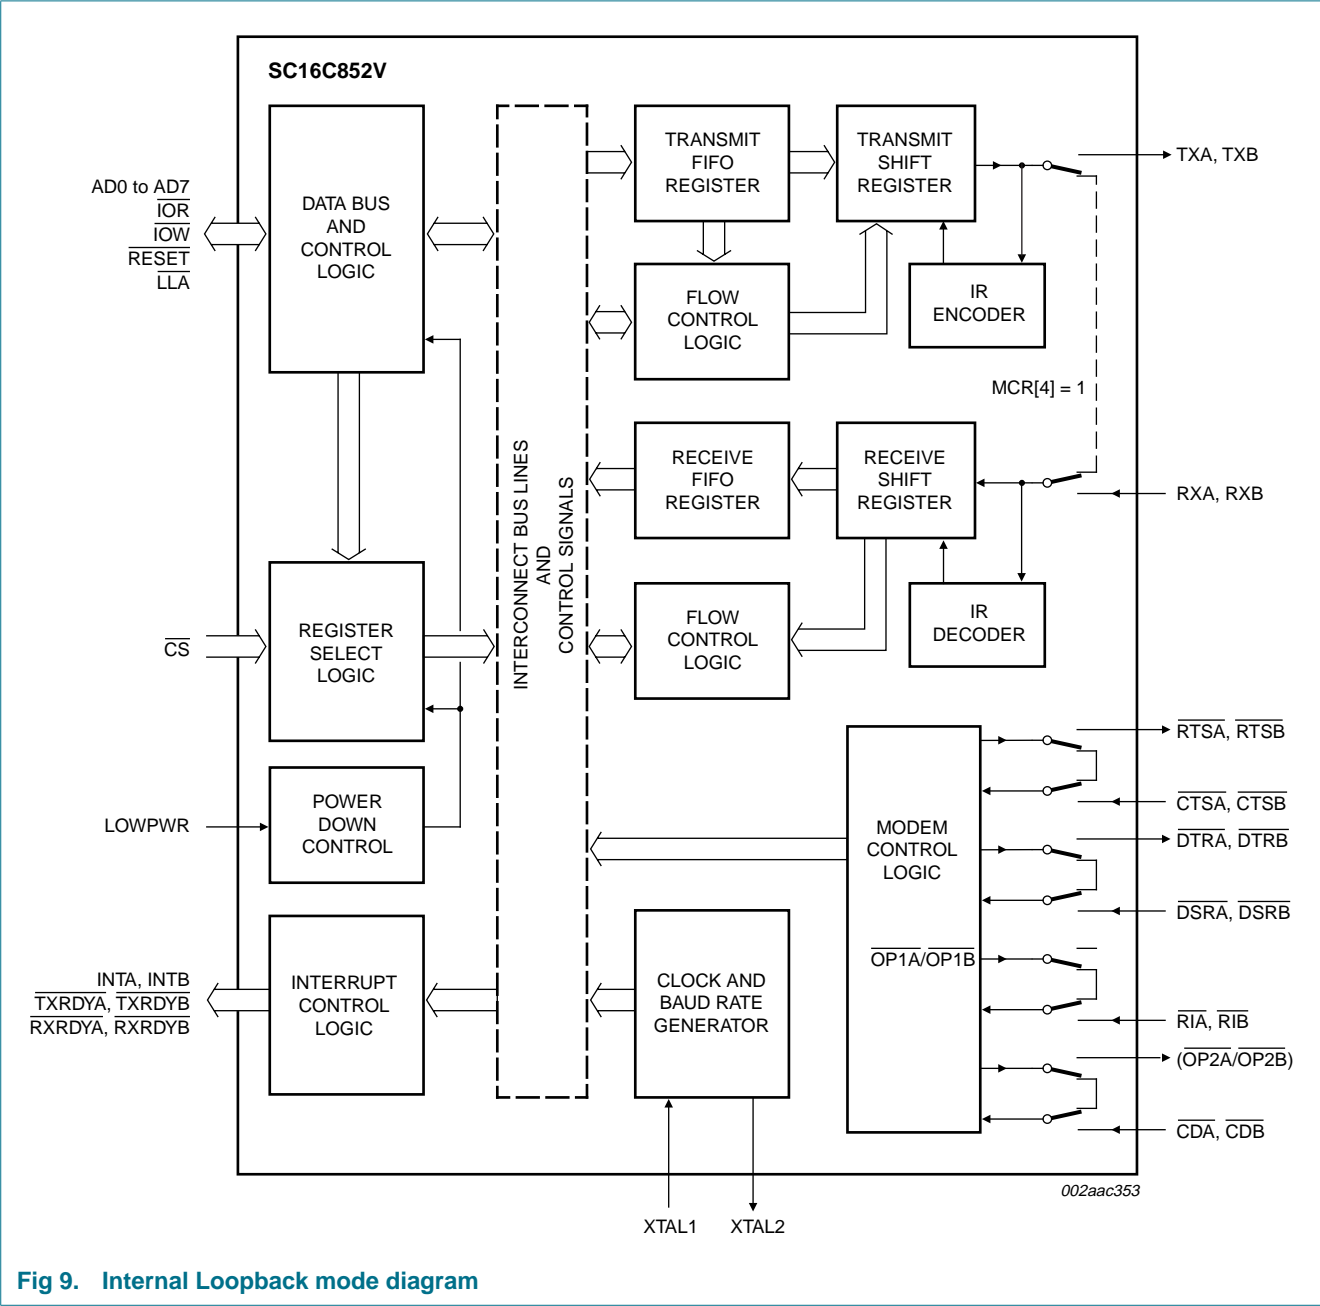 SC16C852V
AD0 to AD7
IOR
IOW
RESET
LLA
DATA BUS
AND
CONTROL
LOGIC
TRANSMIT
FIFO
REGISTER
TRANSMIT
SHIFT
REGISTER
TXA, TXB
FLOW
CONTROL
LOGIC
IR
ENCODER
MCR[4] = 1
RECEIVE
FIFO
REGISTER
RECEIVE
SHIFT
REGISTER
RXA, RXB
INTERCONNECT BUS LINES
AND
CONTROL SIGNALS
CS
REGISTER
SELECT
LOGIC
FLOW
CONTROL
LOGIC
IR
DECODER
LOWPWR
POWER
DOWN
CONTROL
MODEM
CONTROL
LOGIC
RTSA, RTSB
CTSA, CTSB
DTRA, DTRB
DSRA, DSRB
OP1A/OP1B
RIA, RIB
(OP2A/OP2B)
CDA, CDB
INTA, INTB
TXRDYA, TXRDYB
RXRDYA, RXRDYB
INTERRUPT
CONTROL
LOGIC
CLOCK AND
BAUD RATE
GENERATOR
XTAL1
XTAL2
002aac353
Fig 9. Internal Loopback mode diagram